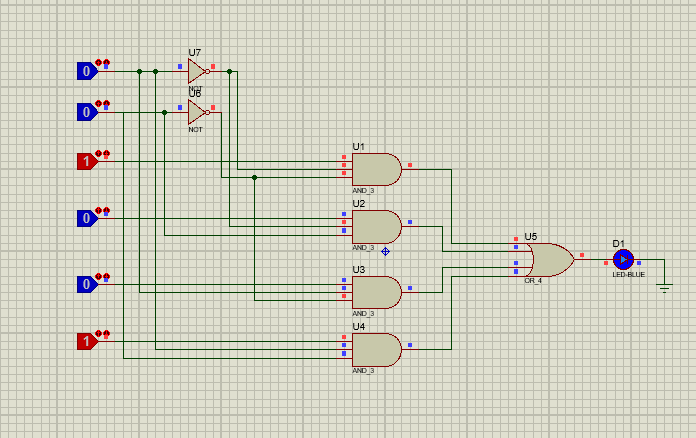 U7
0
NOT
U6
0
NOT
U1
1
AND_3
U2
0
AND_3
U5
D1
OR_4
LED-BLUE
U3
0
AND_3
U4
1
AND_3